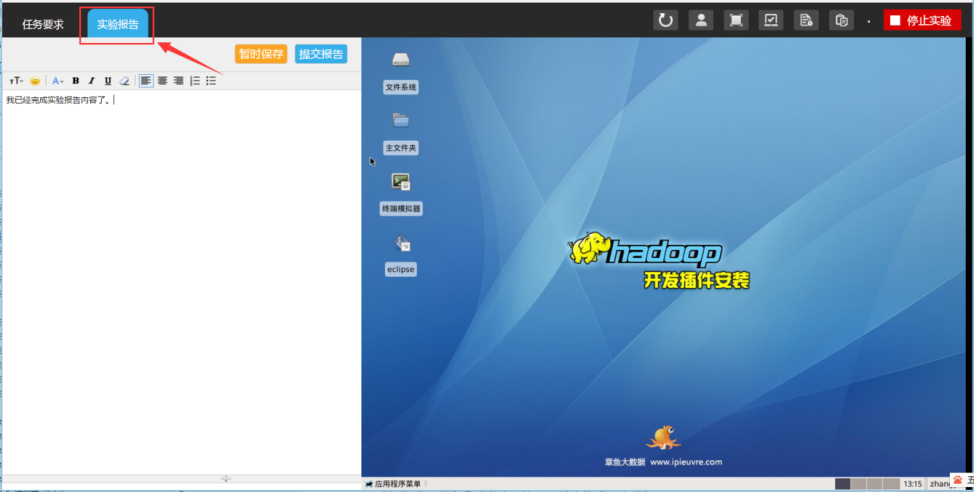 任务要求
实验报告
停止实验
暂时保存
提交报告
我已经完成实验报告内容了。
文件系统
主文件夹
终端模拟器
eclipse
hadoop
开发插件安装
章鱼大数据 www.ipieuvre.com
应用程序菜单
13:15